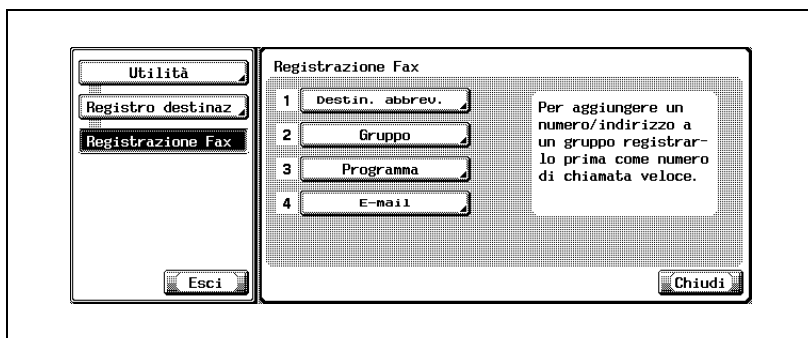 Utilità
Registro destinaz
Registrazione Fax
Esci
Registrazione Fax
1 Destin. abbrev.
2 Gruppo
3 Programma
4 E-mail
Per aggiungere un
numero/indirizzo a
un gruppo registrar-
lo prima come numero
di chiamata veloce.
Chiudi